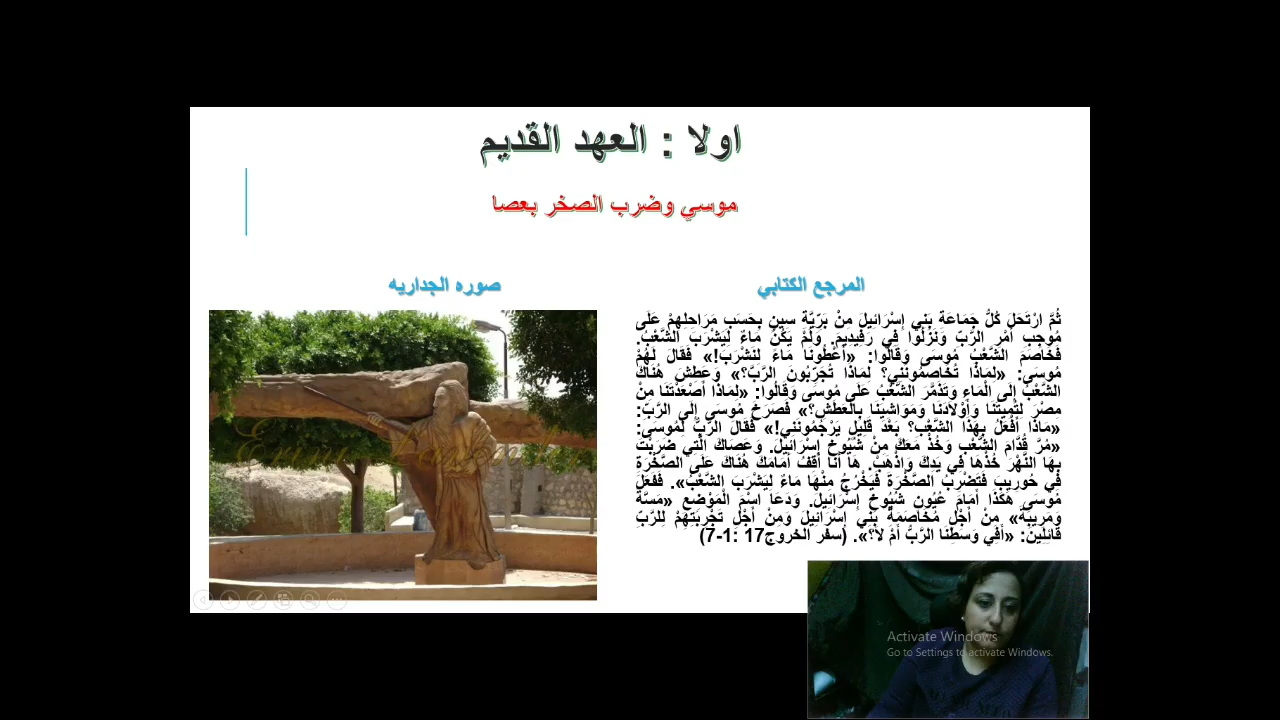 اولا : العهد القديم
موسي وضرب الصخر بعصا
المرجع الكتابي
صوره الجداريه
ثُمَّ ارْتَحَلَ كُلُّ جَمَاعَةِ بَنِي إِسْرَائِيلَ مِنْ بَرِّيَّةِ سِينٍ بِحَسَبِ مَرَاحِلِهِمْ عَلَى
مُوجِبِ أَمْرِ الرَّبِّ وَنَزَلُوا فِي رَفِيدِيمَ. وَلَمْ يَكُنْ مَاءٌ لِيَشْرَبَ الشَّعْبُ.
فَخَاصَمَ الشَّعْبُ مُوسَى وَقَالُوا: «أَعْطُونَا مَاءً لِنَشْرَبَ!» فَقَالَ لَهُمْ
مُوسَى: «لِمَاذَا تُخَاصِمُونَنِي؟ لِمَاذَا تُجَرِّبُونَ الرَّبَّ؟» وَعَطِشَ هُنَاكَ
الشَّعْبُ إِلَى الْمَاءِ وَتَذَمَّرَ الشَّعْبُ عَلَى مُوسَى وَقَالُوا: «لِمَاذَا أَصْعَدْتَنَا مِنْ
مِصْرَ لِتُمِيتَنَا وَأَوْلاَدَنَا وَمَوَاشِيَنَا بِالْعَطَشِ؟» فَصَرَخَ مُوسَى إِلَى الرَّبِّ:
«مَاذَا أَفْعَلُ بِهَذَا الشَّعْبِ؟ بَعْدَ قَلِيلٍ يَرْجُمُونَنِي!» فَقَالَ الرَّبُّ لِمُوسَى:
«مُرَّ قُدَّامَ الشَّعْبِ وَخُذْ مَعَكَ مِنْ شُيُوخِ إِسْرَائِيلَ. وَعَصَاكَ الَّتِي ضَرَبْتَ
بِهَا النَّهْرَ خُذْهَا فِي يَدِكَ وَاذْهَبْ. هَا أَنَا أَقِفُ أَمَامَكَ هُنَاكَ عَلَى الصَّخْرَةِ
فِي حُورِيبَ فَتَضْرِبُ الصَّخْرَةَ فَيَخْرُجُ مِنْهَا مَاءٌ لِيَشْرَبَ الشَّعْبُ». فَفَعَلَ
مُوسَى هَكَذَا أَمَامَ عُيُونِ شُيُوخِ إِسْرَائِيلَ. وَدَعَا اسْمَ الْمَوْضِعِ «مَسَّةَ
وَمَرِيبَةَ» مِنْ أَجْلِ مُخَاصَمَةِ بَنِي إِسْرَائِيلَ وَمِنْ أَجْلِ تَجْرِبَتِهِمْ لِلرَّبِّ
قَائِلِينَ: «أَفِي وَسَطِنَا الرَّبُّ أَمْ لاَ؟». (سفر الخروج17 :1-7)
Activate Windows
Go to Settings to activate Windows.